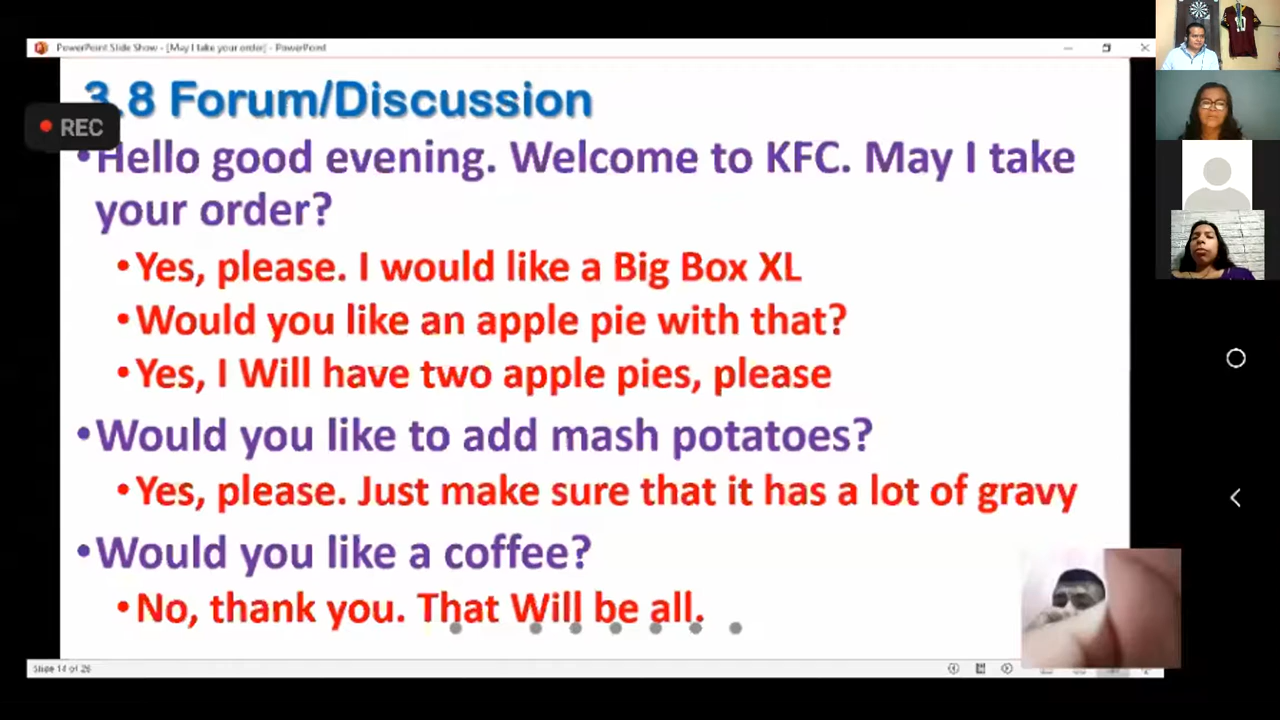 PowerPoint Slide Show - [May I take your order] - PowerPoint
3.8 Forum/Discussion
REC
•Hello good evening. Welcome to KFC. May I take
your order?
•Yes, please. I would like a Big Box XL
•Would you like an apple pie with that?
•Yes, I Will have two apple pies, please
•Would you like to add mash potatoes?
•Yes, please. Just make sure that it has a lot of gravy
•Would you like a coffee?
•No, thank you. That Will be all.
Slide 14 of 26